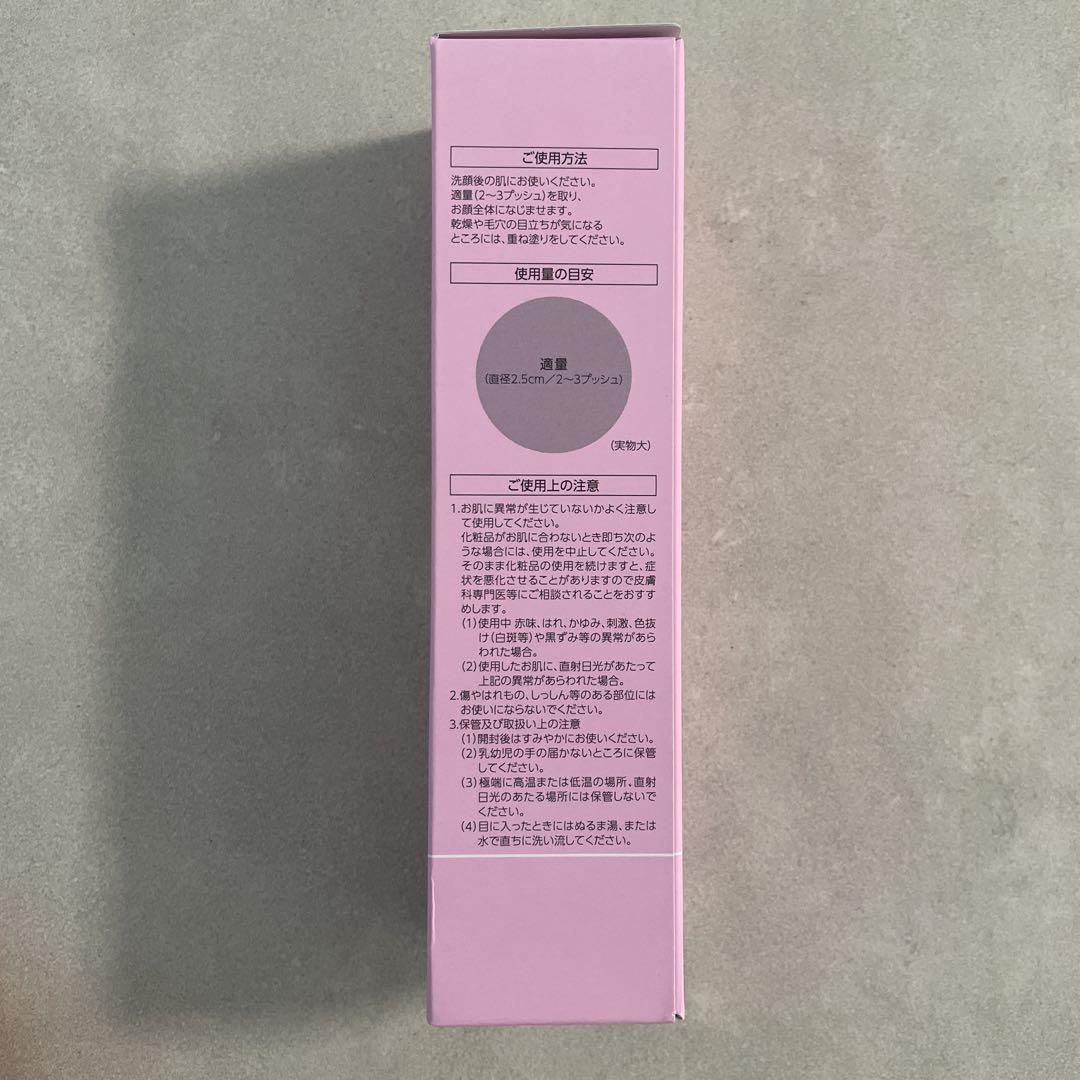 ご使用方法
洗顔後の肌にお使いください。
適量(2〜3プッシュ)を取り、
お顔全体になじませます。
乾燥や毛穴の目立ちが気になる
ところには、重ね塗りをしてください。
使用量の目安
適量
(直径2.5cm／2〜3プッシュ)
(実物大)
ご使用上の注意
1.お肌に異常が生じていないかよく注意し
て使用してください。
化粧品がお肌に合わないとき即ち次のよ
うな場合には、使用を中止してください。
そのまま化粧品の使用を続けますと、症
状を悪化させることがありますので皮膚
科専門医等にご相談されることをおすす
めします。
(1)使用中 赤味、はれ、かゆみ、刺激、色抜
け(白斑等)や黒ずみ等の異常があら
われた場合。
(2)使用したお肌に、直射日光があたって
上記の異常があらわれた場合。
2.傷やはれもの、しっしん等のある部位には
お使いにならないでください。
3.保管及び取扱い上の注意
(1)開封後はすみやかにお使いください。
(2)乳幼児の手の届かないところに保管
してください。
(3)極端に高温または低温の場所、直射
日光のあたる場所には保管しないで
ください。
(4)目に入ったときにはぬるま湯、または
水で直ちに洗い流してください。